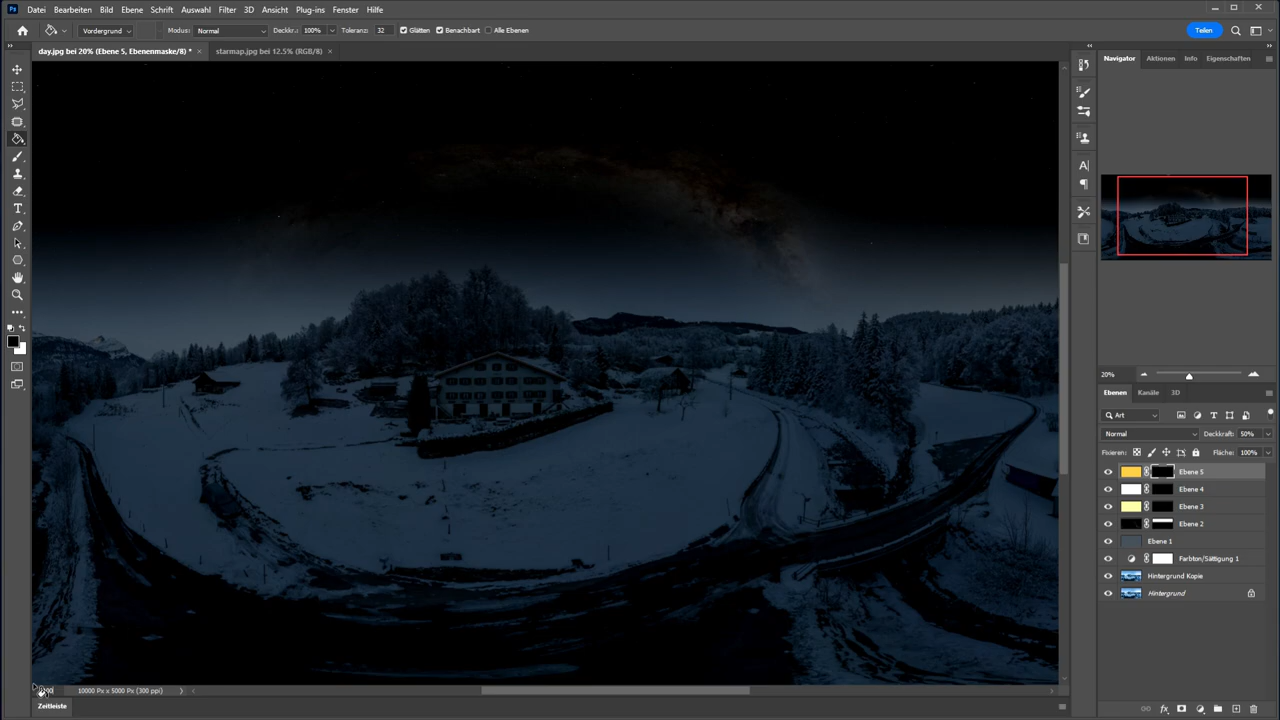 Ps Datei Bearbeiten Bild Ebene Schrift Auswahl Filter 3D Ansicht Plug-ins Fenster Hilfe
Vordergrund Modus: Normal Deckkr.: 100% Toleranz: 32 Glätten Benachbart Alle Ebenen Teilen
day.jpg bei 20% (Ebene 5, Ebenenmaske/8) * × starmap.jpg bei 12.5% (RGB/8) ×
Navigator Aktionen Info Eigenschaften
20%
Ebenen Kanäle 3D
Art
Normal Deckkraft: 50%
Fixieren: Fläche: 100%
Ebene 5
Ebene 4
Ebene 3
Ebene 2
Ebene 1
Farbton/Sättigung 1
Hintergrund Kopie
Hintergrund
10000 Px x 5000 Px (300 ppi)
Zeitleiste